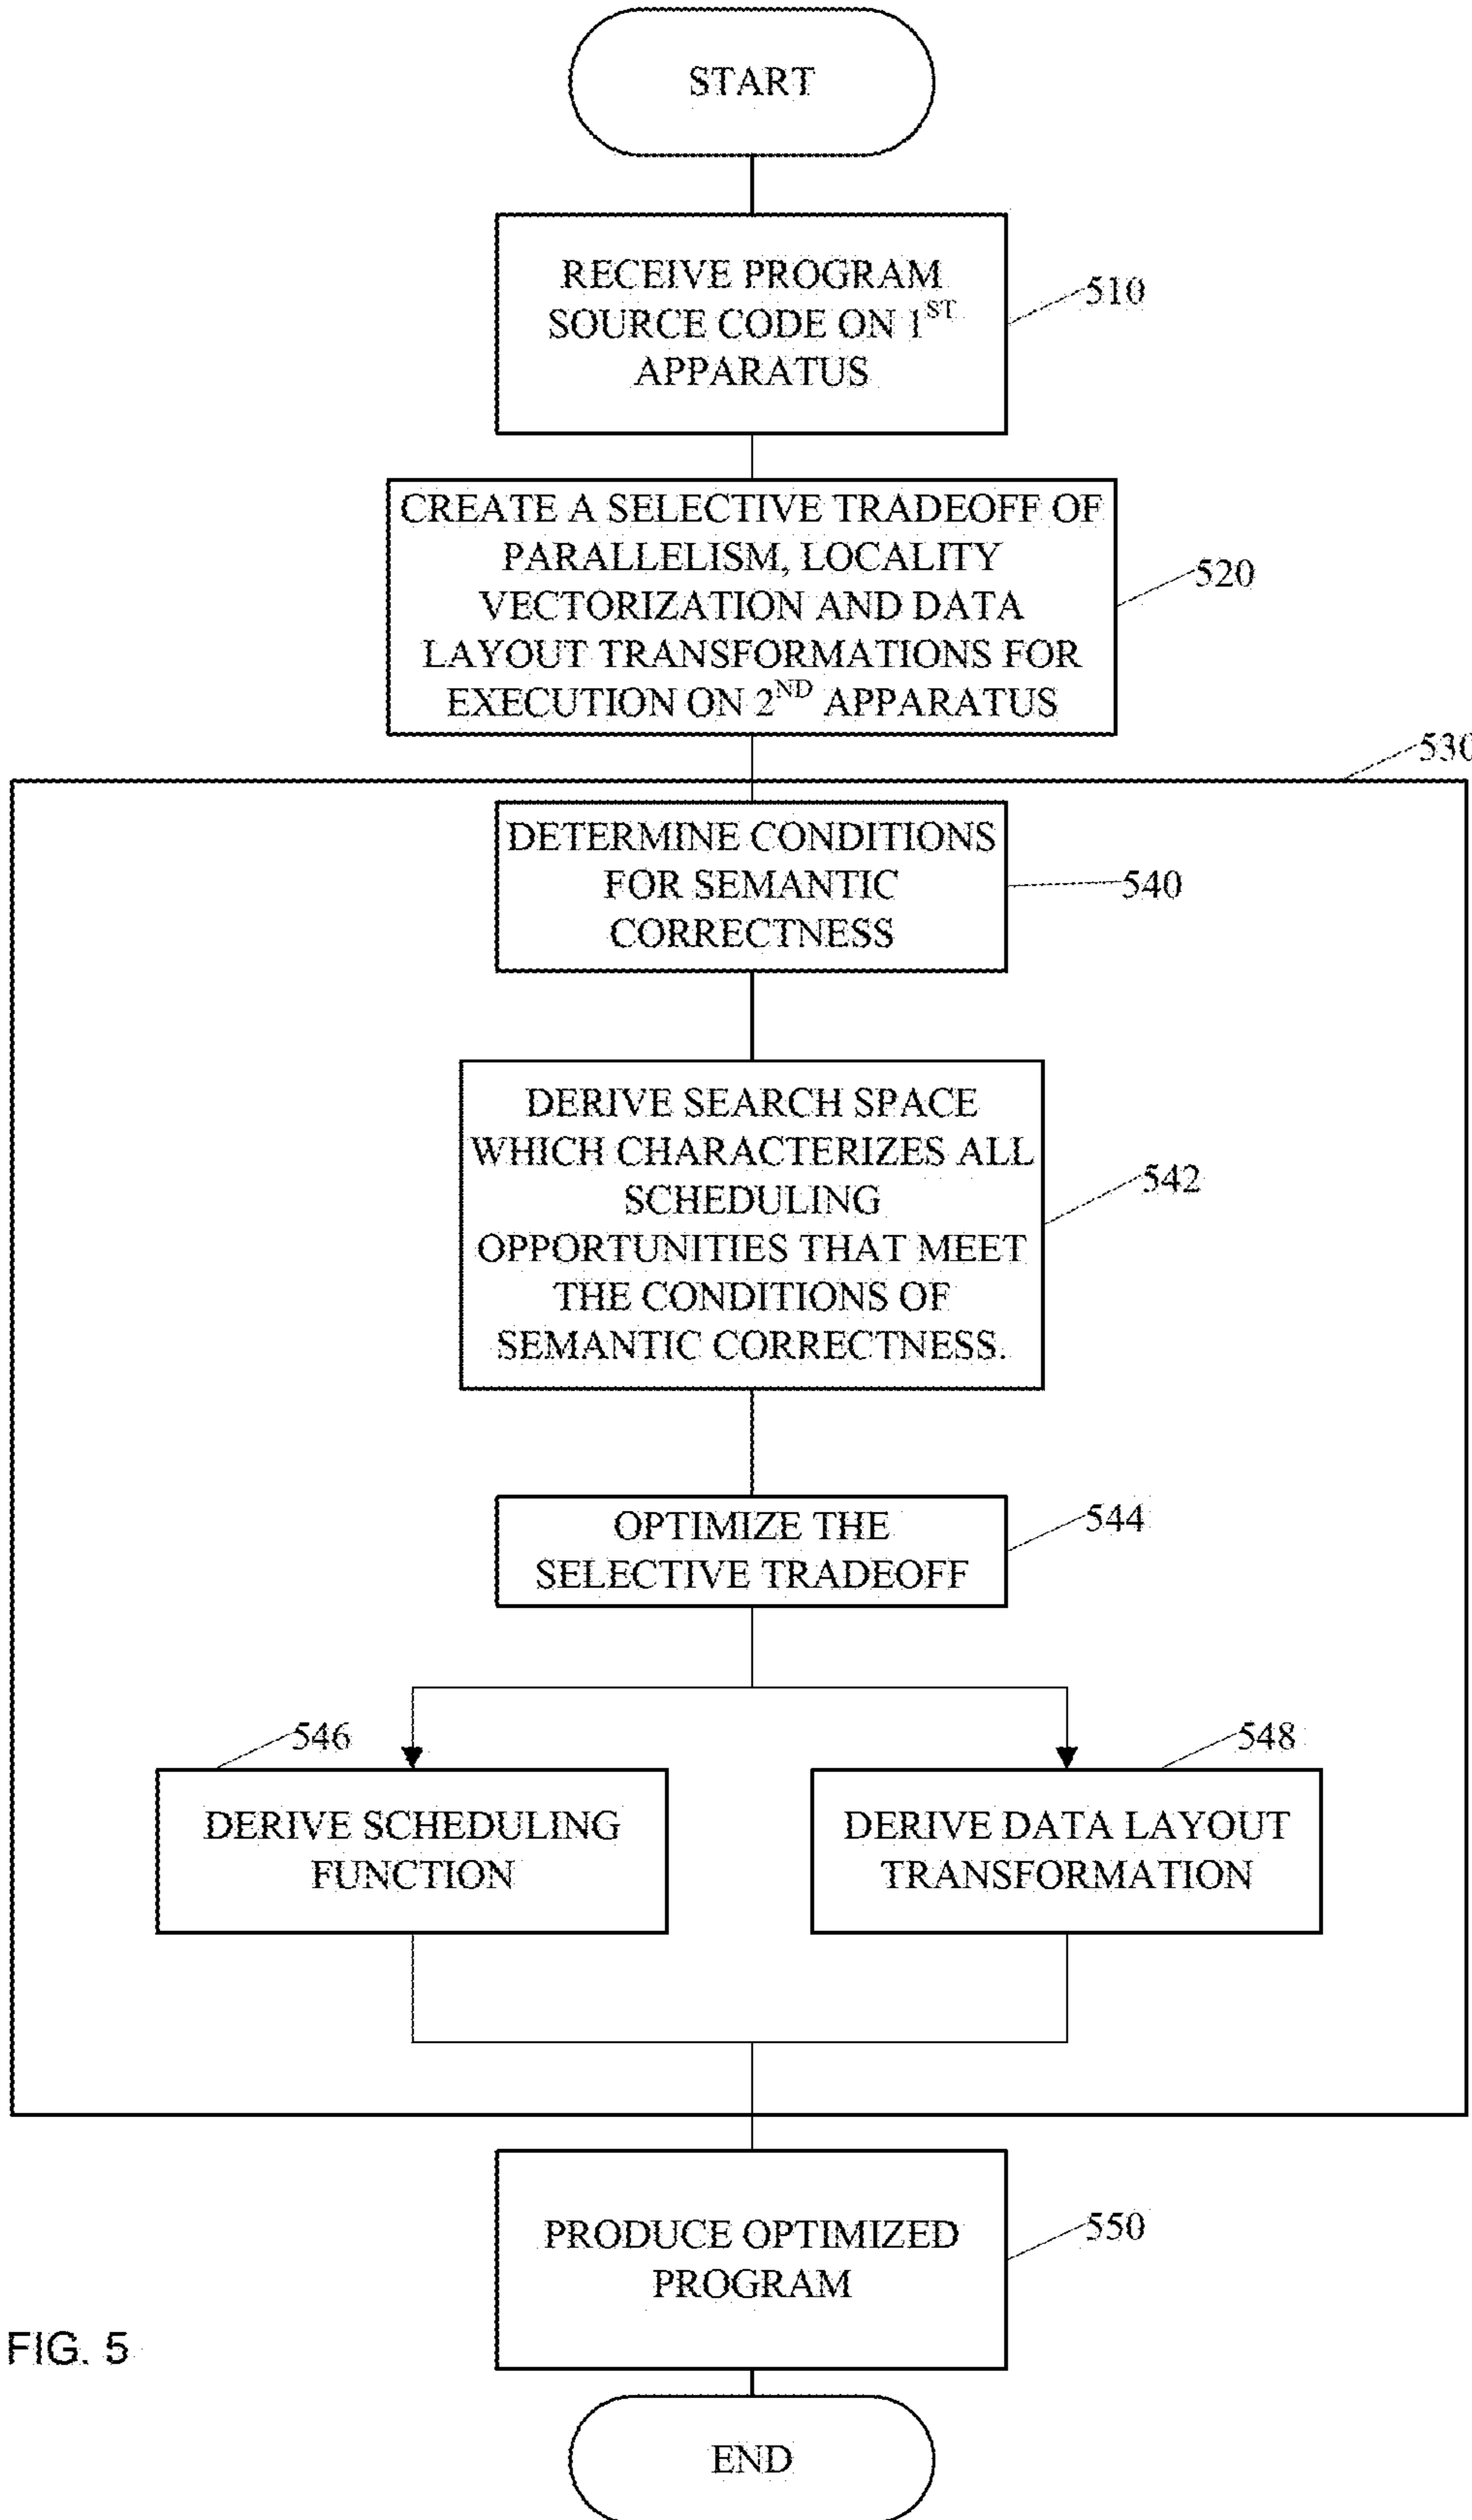 START
RECEIVE PROGRAM
SOURCE CODE ON 1ST
APPARATUS
510
CREATE A SELECTIVE TRADEOFF OF
PARALLELISM, LOCALITY
VECTORIZATION AND DATA
LAYOUT TRANSFORMATIONS FOR
EXECUTION ON 2ND APPARATUS
520
530
DETERMINE CONDITIONS
FOR SEMANTIC
CORRECTNESS
540
DERIVE SEARCH SPACE
WHICH CHARACTERIZES ALL
SCHEDULING
OPPORTUNITIES THAT MEET
THE CONDITIONS OF
SEMANTIC CORRECTNESS.
542
OPTIMIZE THE
SELECTIVE TRADEOFF
544
546
DERIVE SCHEDULING
FUNCTION
548
DERIVE DATA LAYOUT
TRANSFORMATION
PRODUCE OPTIMIZED
PROGRAM
550
FIG. 5
END